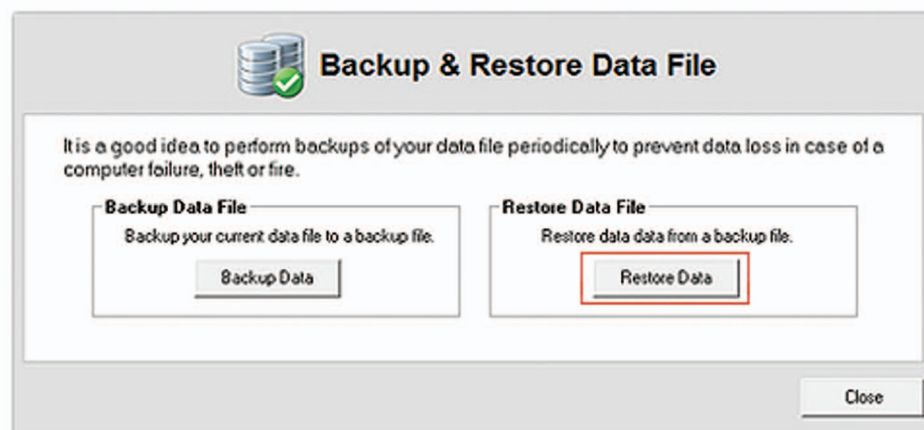 Backup & Restore Data File
It is a good idea to perform backups of your data file periodically to prevent data loss in case of a
computer failure, theft or fire.
Backup Data File
Backup your current data file to a backup file.
Backup Data
Restore Data File
Restore data data from a backup file.
Restore Data
Close